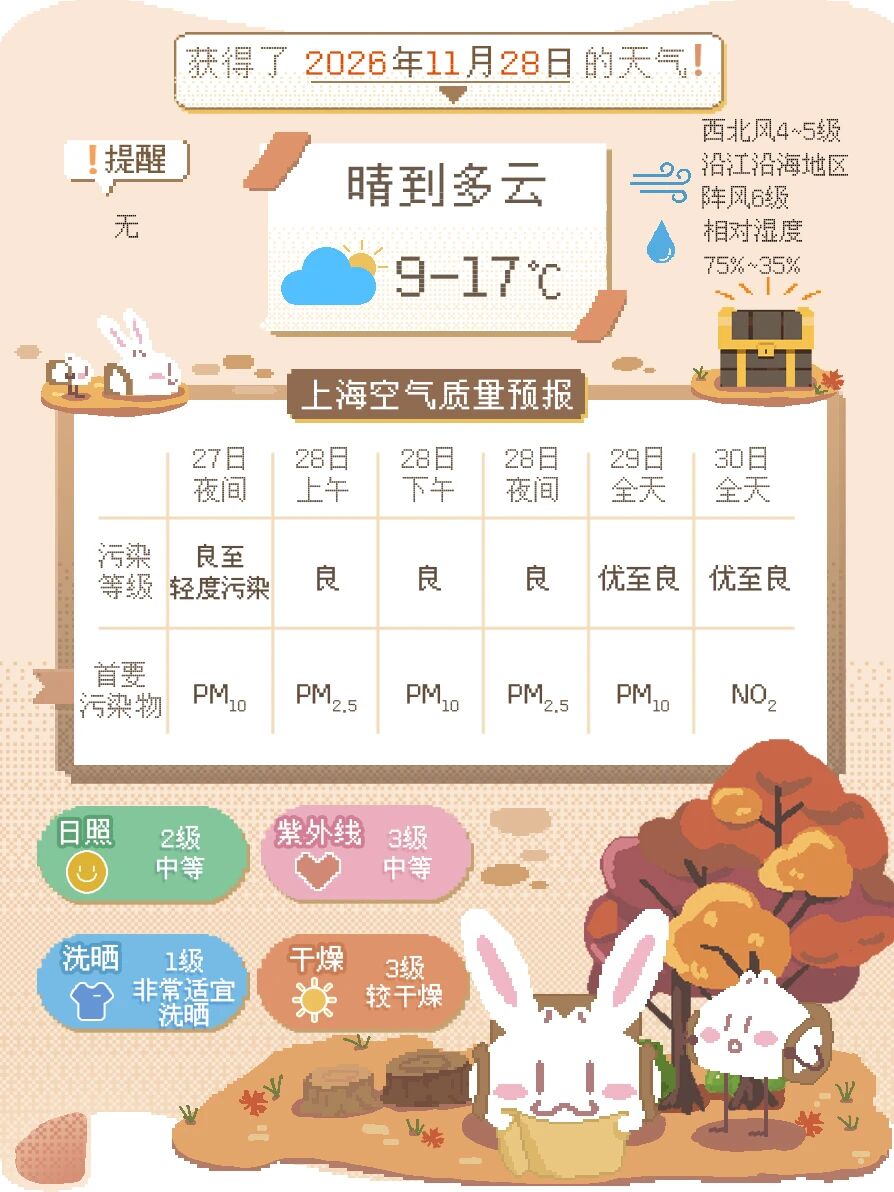 获得了 2026年11月28日 的天气!
!提醒
无
晴到多云
9-17℃
西北风4~5级
沿江沿海地区
阵风6级
相对湿度
75%~35%
上海空气质量预报
27日 28日 28日 28日 29日 30日
夜间 上午 下午 夜间 全天 全天
污染等级 良至轻度污染 良 良 良 优至良 优至良
首要污染物 PM10 PM2.5 PM10 PM2.5 PM10 NO2
日照 2级 中等
紫外线 3级 中等
洗晒 1级 非常适宜洗晒
干燥 3级 较干燥